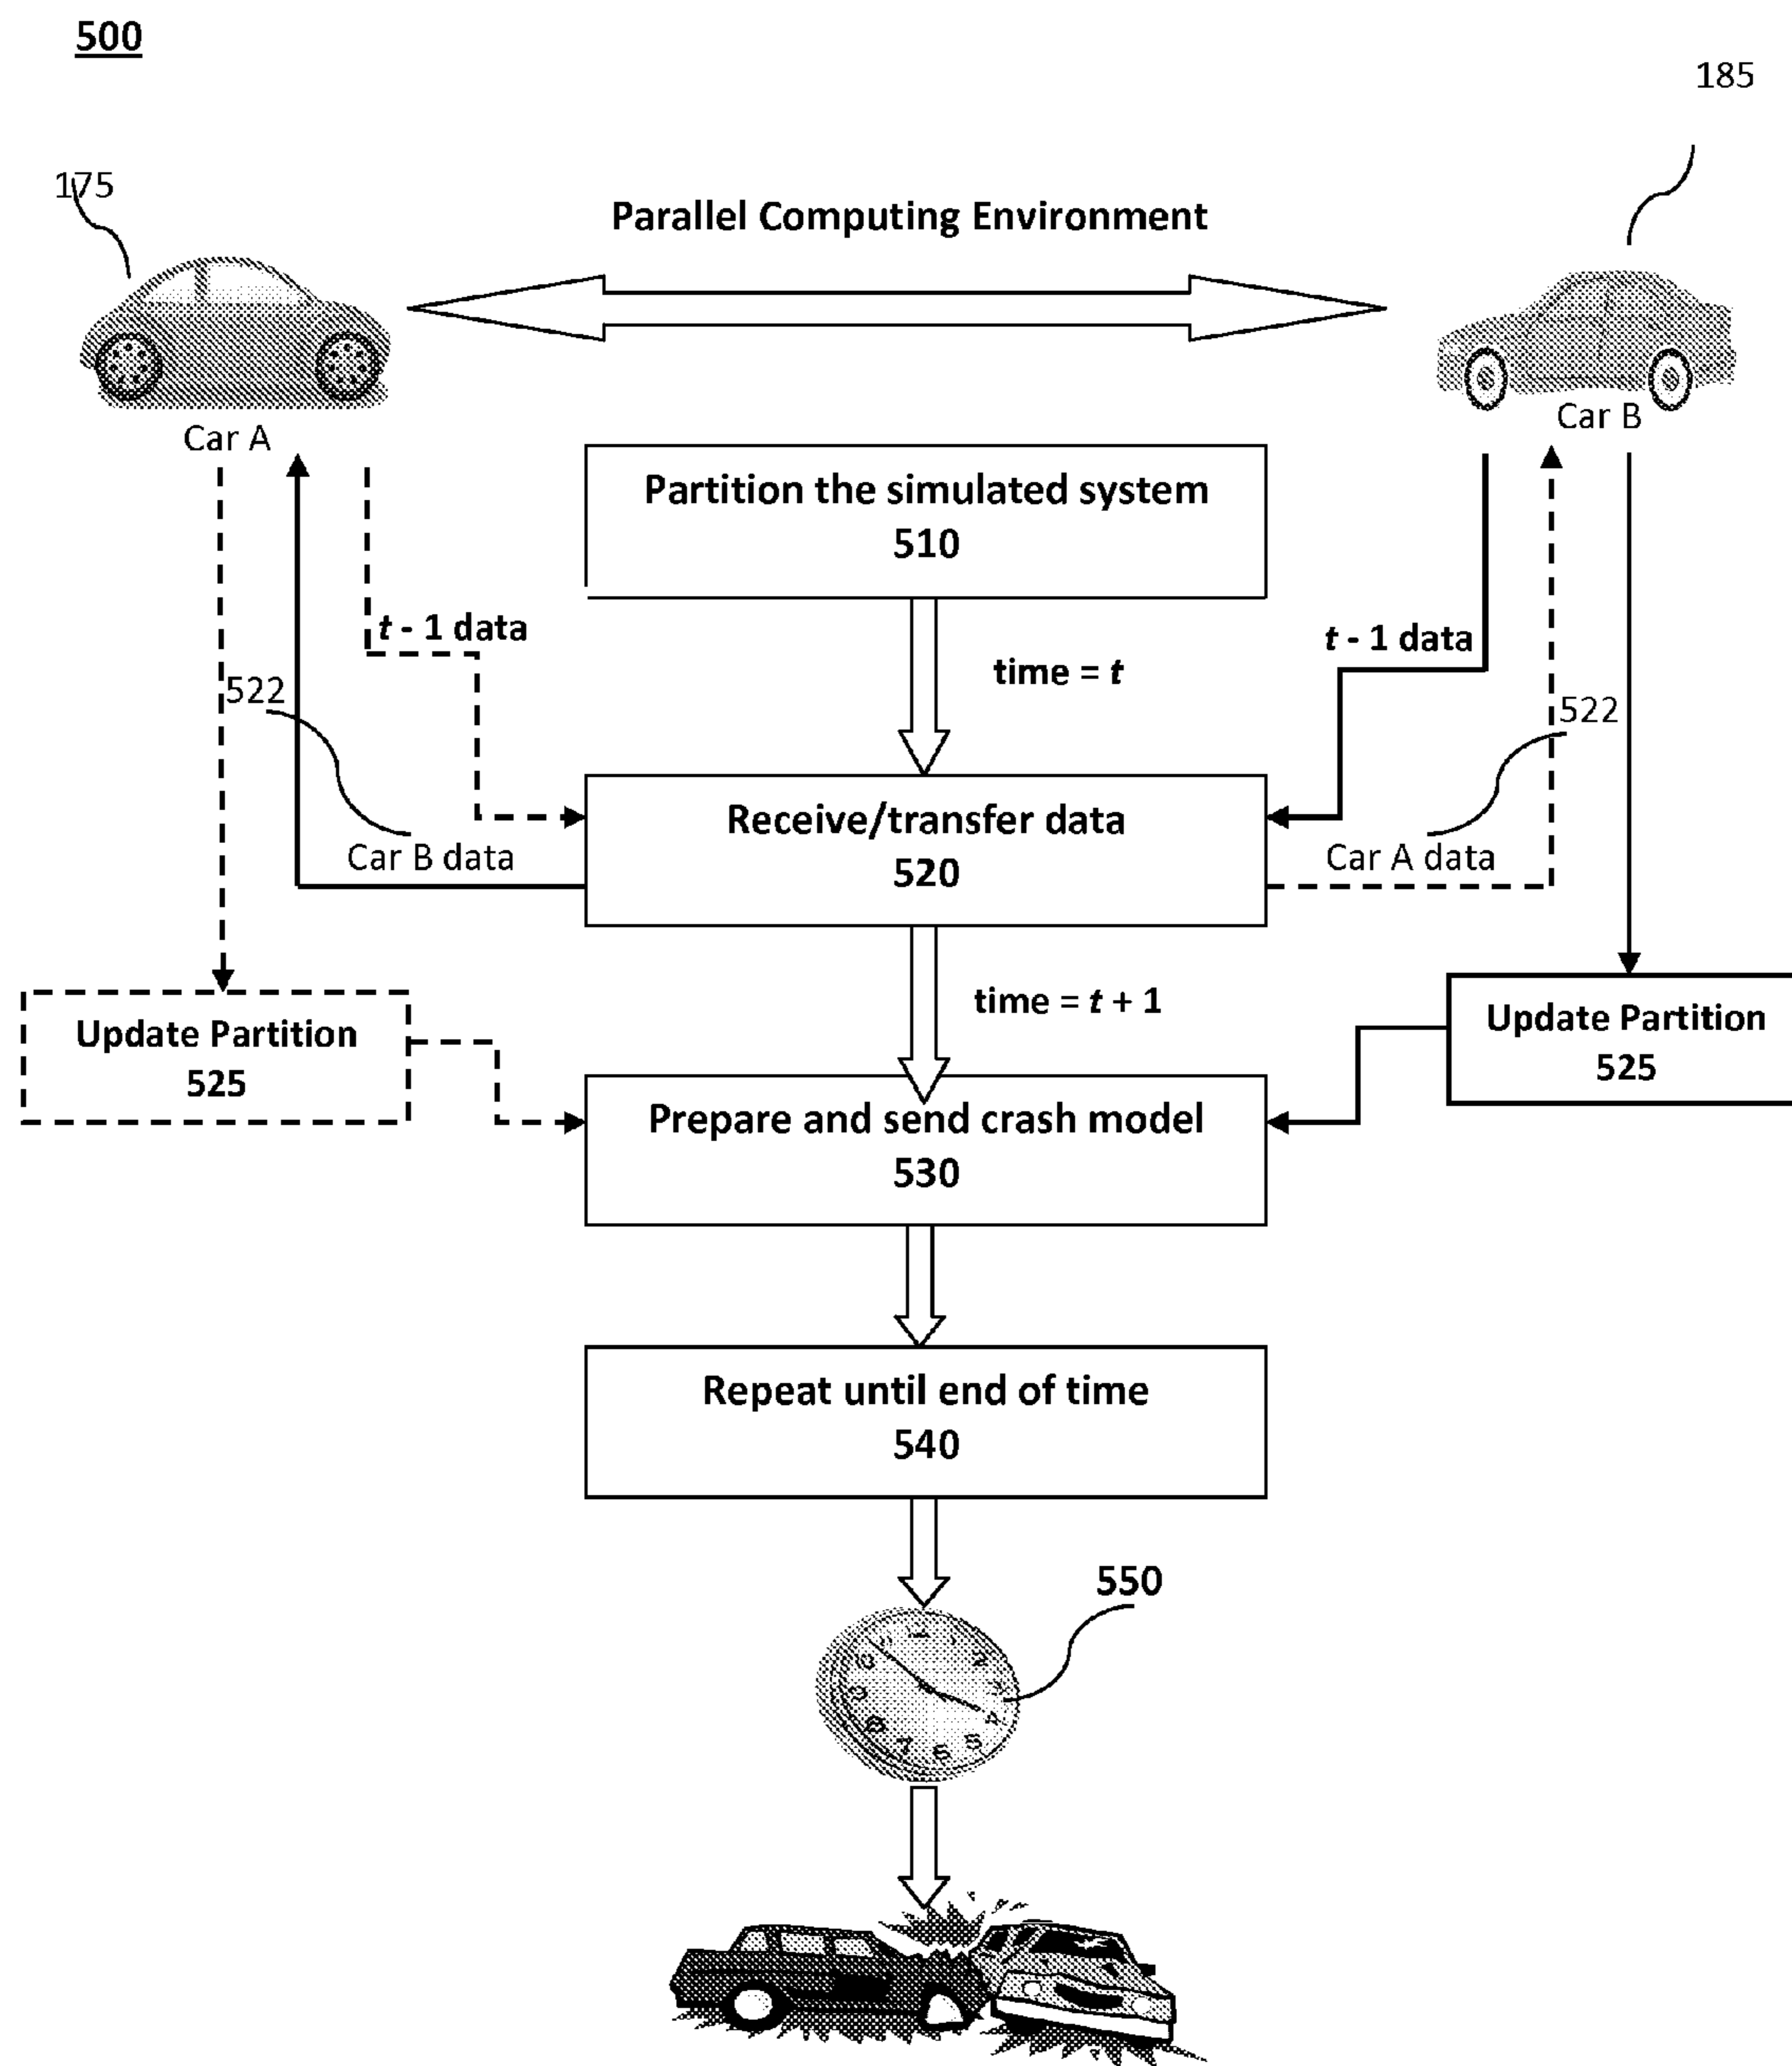 500
185
175
Parallel Computing Environment
Car A
Car B
Partition the simulated system
510
t - 1 data
t - 1 data
time = t
522
522
Receive/transfer data
520
Car B data
Car A data
time = t + 1
Update Partition
525
Update Partition
525
Prepare and send crash model
530
Repeat until end of time
540
550